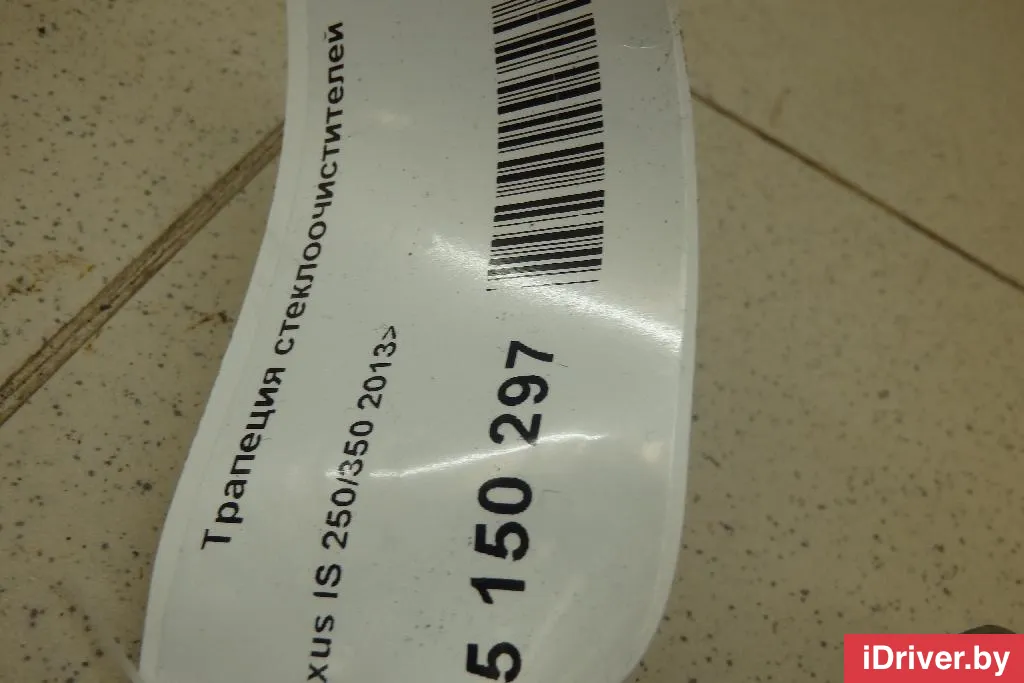 Трапеция стеклоочистителей
xus IS 250/350 2013>
5 150 297
iDriver.by